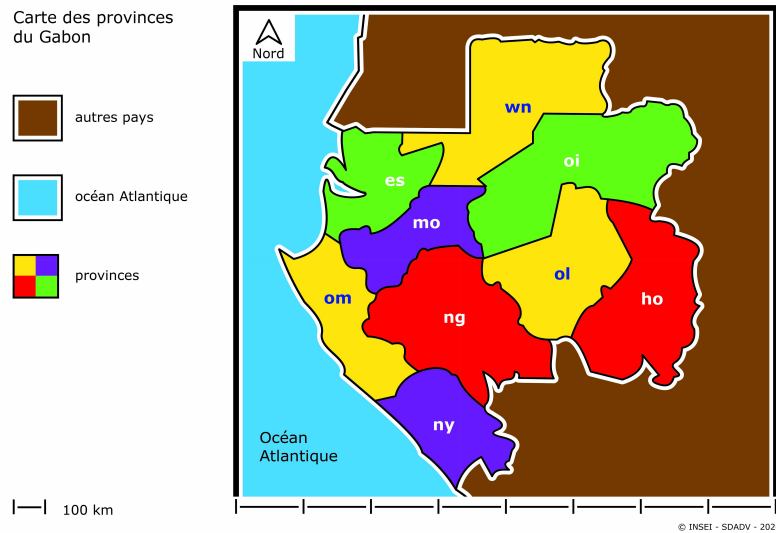 Carte des provinces
du Gabon
Nord
autres pays
océan Atlantique
provinces
wn
oi
es
mo
om
ng
ol
ho
ny
Océan
Atlantique
100 km
© INSEI - SDADV - 202